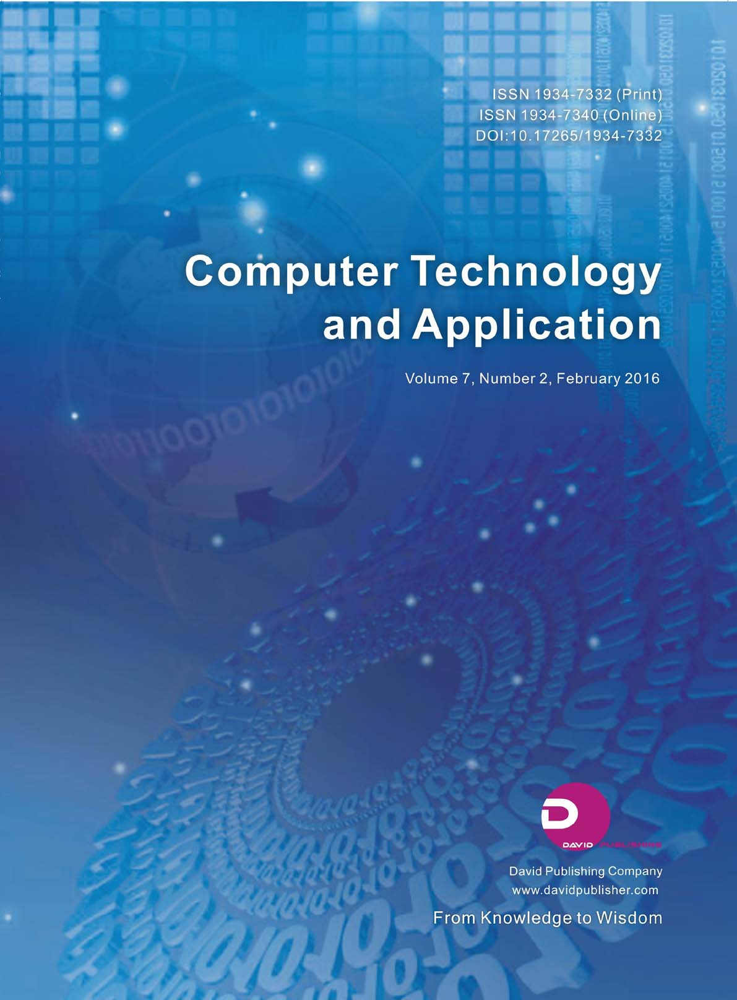 ISSN 1934-7332 (Print)
ISSN 1934-7340 (Online)
DOI:10.17265/1934-7332
Computer Technology
and Application
Volume 7, Number 2, February 2016
D
DAVID PUBLISHING
David Publishing Company
www.davidpublisher.com
From Knowledge to Wisdom